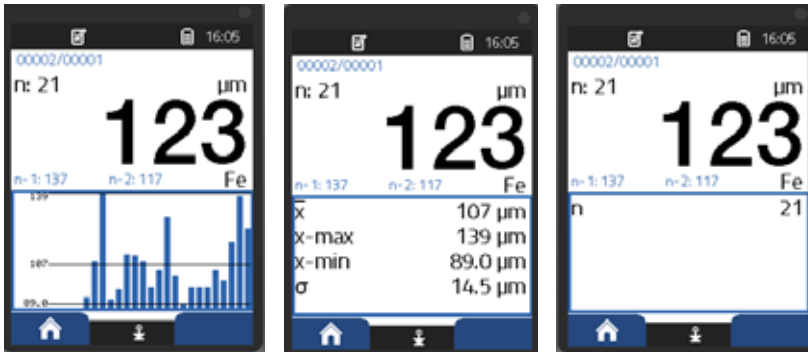 16:05
00002/00001
n: 21 µm
123
n-1: 137 n-2: 117 Fe
139
107
89.0
16:05
00002/00001
n: 21 µm
123
n-1: 137 n-2: 117 Fe
x̅ 107 µm
x-max 139 µm
x-min 89.0 µm
σ 14.5 µm
16:05
00002/00001
n: 21 µm
123
n-1: 137 n-2: 117 Fe
n 21